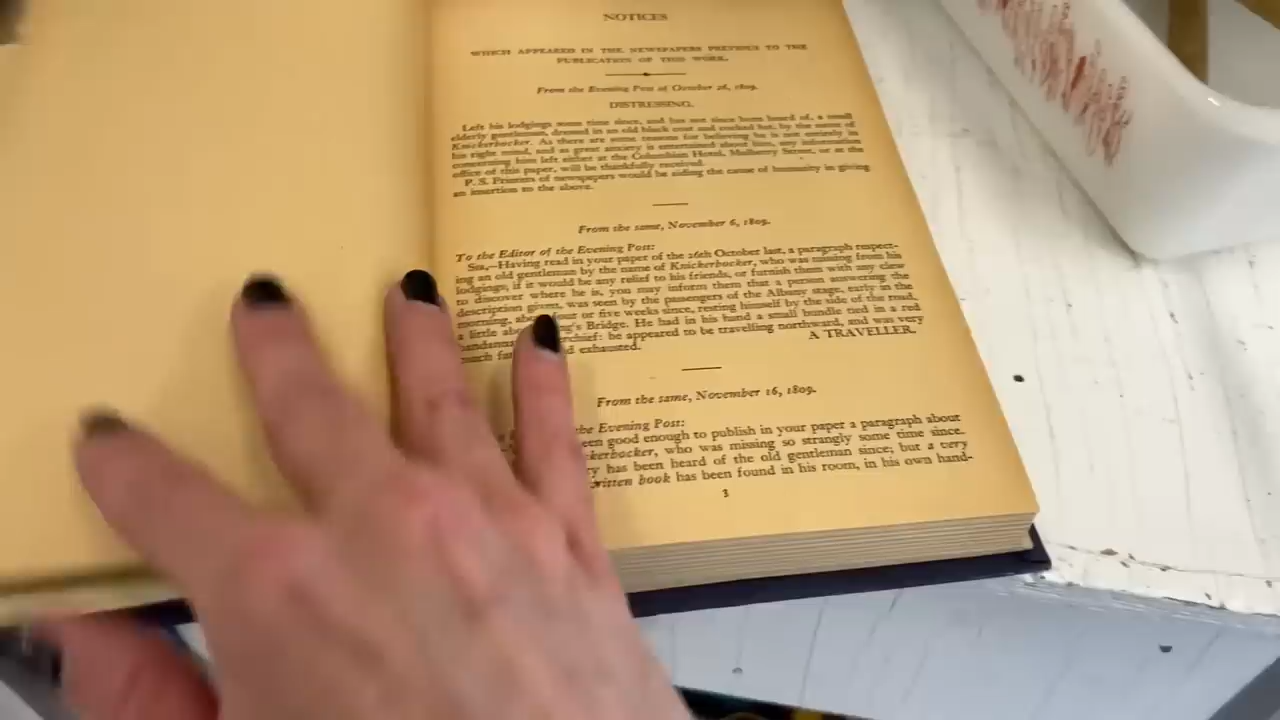 NOTICES
WHICH APPEARED IN THE NEWSPAPERS PREVIOUS TO THE
PUBLICATION OF THIS WORK.
From the Evening Post of October 26, 1809.
DISTRESSING.
Left his lodgings some time since, and has not since been heard of, a small
elderly gentleman, dressed in an old black coat and cocked hat, by the name of
Knickerbocker. As there are some reasons for believing he is not entirely in
his right mind, and as great anxiety is entertained about him, any information
concerning him left either at the Columbian Hotel, Mulberry Street, or at the
office of this paper, will be thankfully received.
P. S. Printers of newspapers would be aiding the cause of humanity in giving
an insertion to the above.
From the same, November 6, 1809.
To the Editor of the Evening Post:
Sir,—Having read in your paper of the 26th October last, a paragraph respect-
ing an old gentleman by the name of Knickerbocker, who was missing from his
lodgings; if it would be any relief to his friends, or furnish them with any clew
to discover where he is, you may inform them that a person answering the
description given, was seen by the passengers of the Albany stage, early in the
morning, four or five weeks since, resting himself by the side of the road,
a little Bridge. He had in his hand a small bundle tied in a red
he appeared to be travelling northward, and was very
much exhausted.
A TRAVELLER.
From the same, November 16, 1809.
the Evening Post:
been good enough to publish in your paper a paragraph about
who was missing so strangly some time since.
has been heard of the old gentleman since; but a very
written book has been found in his room, in his own hand-
3